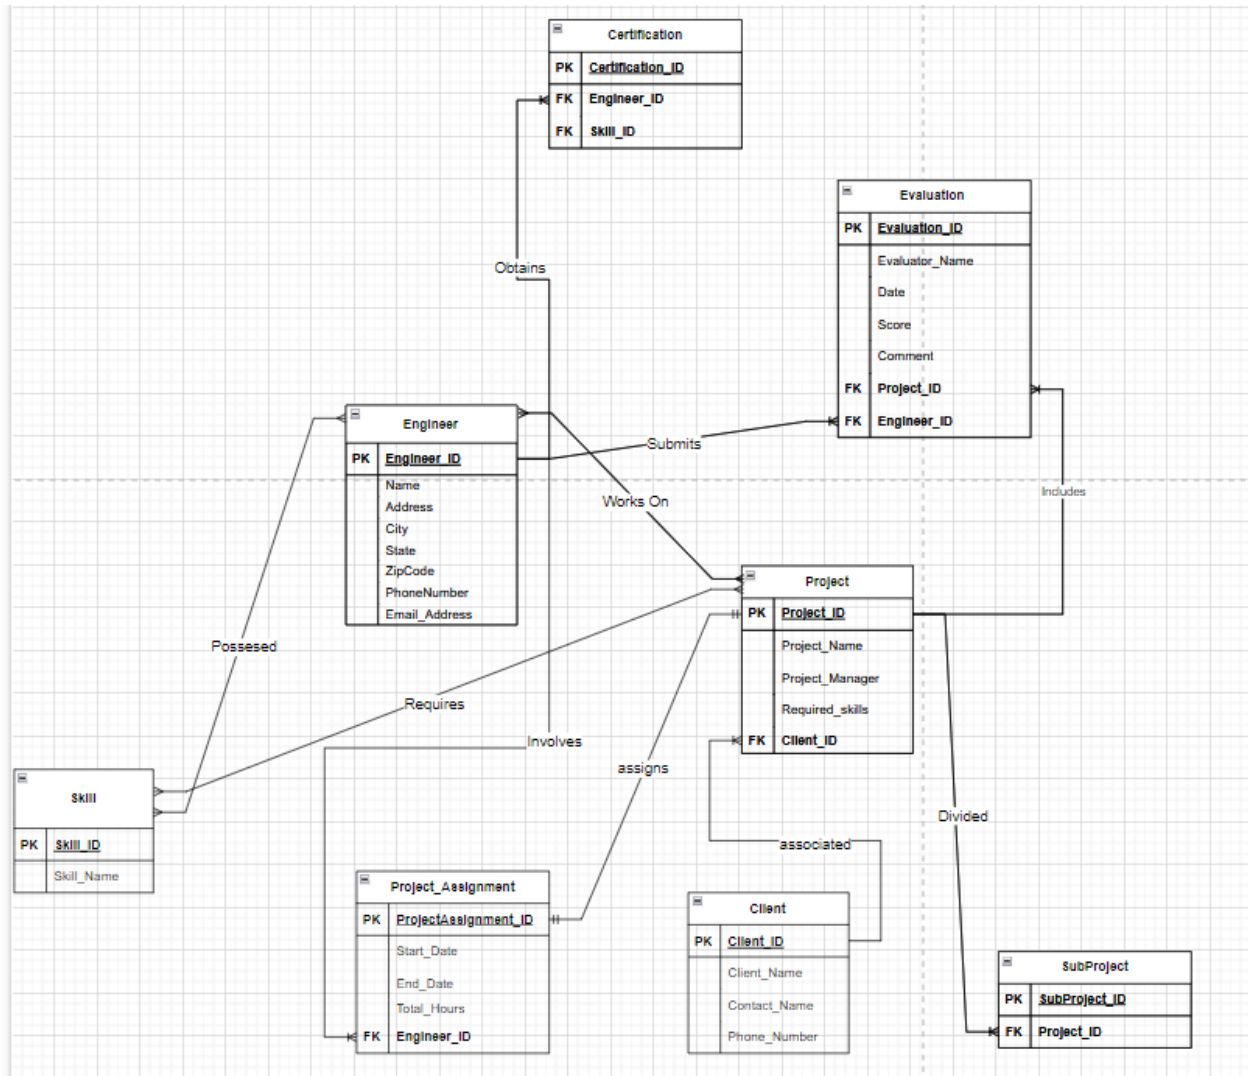 Certification
PK Certification_ID
FK Engineer_ID
FK Skill_ID
Evaluation
PK Evaluation_ID
Evaluator_Name
Date
Score
Comment
FK Project_ID
FK Engineer_ID
Obtains
Engineer
PK Engineer_ID
Name
Address
City
State
ZipCode
PhoneNumber
Email_Address
Submits
Works On
Includes
Project
PK Project_ID
Project_Name
Project_Manager
Required_skills
FK Client_ID
Possesed
Requires
Involves
assigns
Skill
PK Skill_ID
Skill_Name
Divided
associated
Project_Assignment
PK ProjectAssignment_ID
Start_Date
End_Date
Total_Hours
FK Engineer_ID
Client
PK Client_ID
Client_Name
Contact_Name
Phone_Number
SubProject
PK SubProject_ID
FK Project_ID